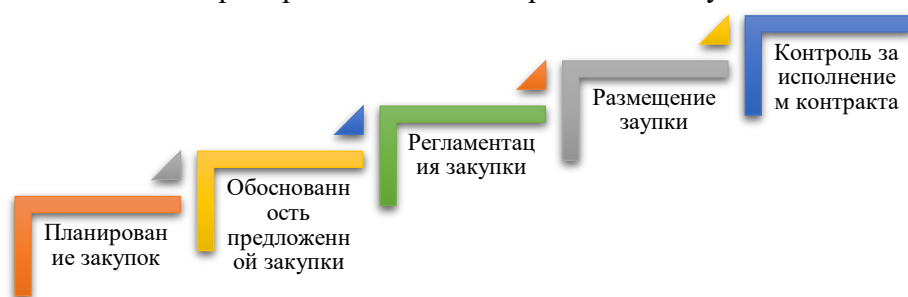 Планирован
ие закупок
Обоснованн
ость
предложенн
ой закупки
Регламентац
ия закупки
Размещение
заупки
Контроль за
исполнение
м контракта